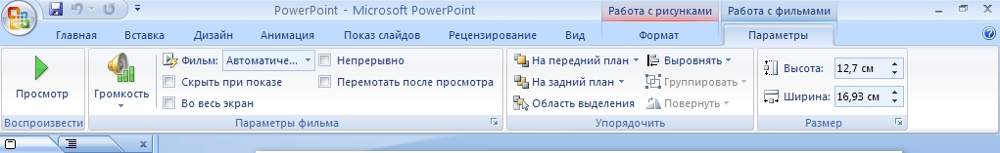 PowerPoint - Microsoft PowerPoint
Работа с рисунками
Работа с фильмами
Главная Вставка Дизайн Анимация Показ слайдов Рецензирование Вид Формат Параметры
Просмотр
Воспроизвести
Громкость
Фильм: Автоматиче...
Скрыть при показе
Во весь экран
Непрерывно
Перемотать после просмотра
Параметры фильма
На передний план
На задний план
Область выделения
Выровнять
Группировать
Повернуть
Упорядочить
Высота: 12,7 см
Ширина: 16,93 см
Размер